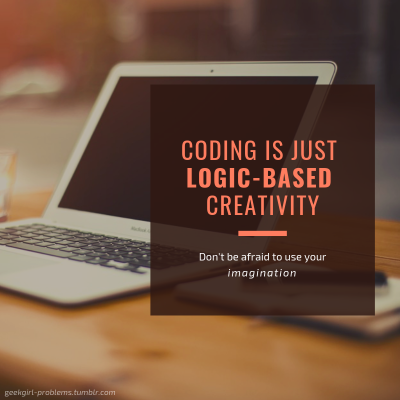 CODING IS JUST
LOGIC-BASED
CREATIVITY
Don't be afraid to use your
imagination
geekgirl-problems.tumblr.com